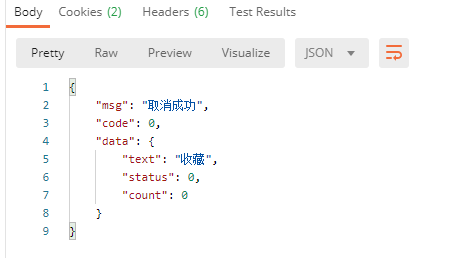 Body Cookies (2) Headers (6) Test Results
Pretty Raw Preview Visualize JSON
1 {
2 "msg": "取消成功",
3 "code": 0,
4 "data": {
5 "text": "收藏",
6 "status": 0,
7 "count": 0
8 }
9 }